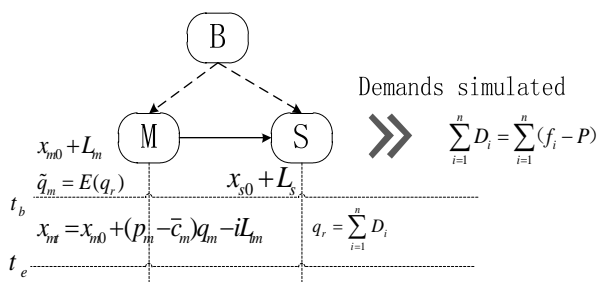 B
Demands simulated
M
S
$\sum_{i=1}^{n} D_i = \sum_{i=1}^{n} (f_i - P)$
$x_{m0} + L_m$
$\tilde{q}_m = E(q_r)$
$x_{s0} + L_s$
$t_b$
$x_{mt} = x_{m0} + (p_m - \bar{c}_m) q_m - i L_{tm}$
$q_r = \sum_{i=1}^{n} D_i$
$t_e$